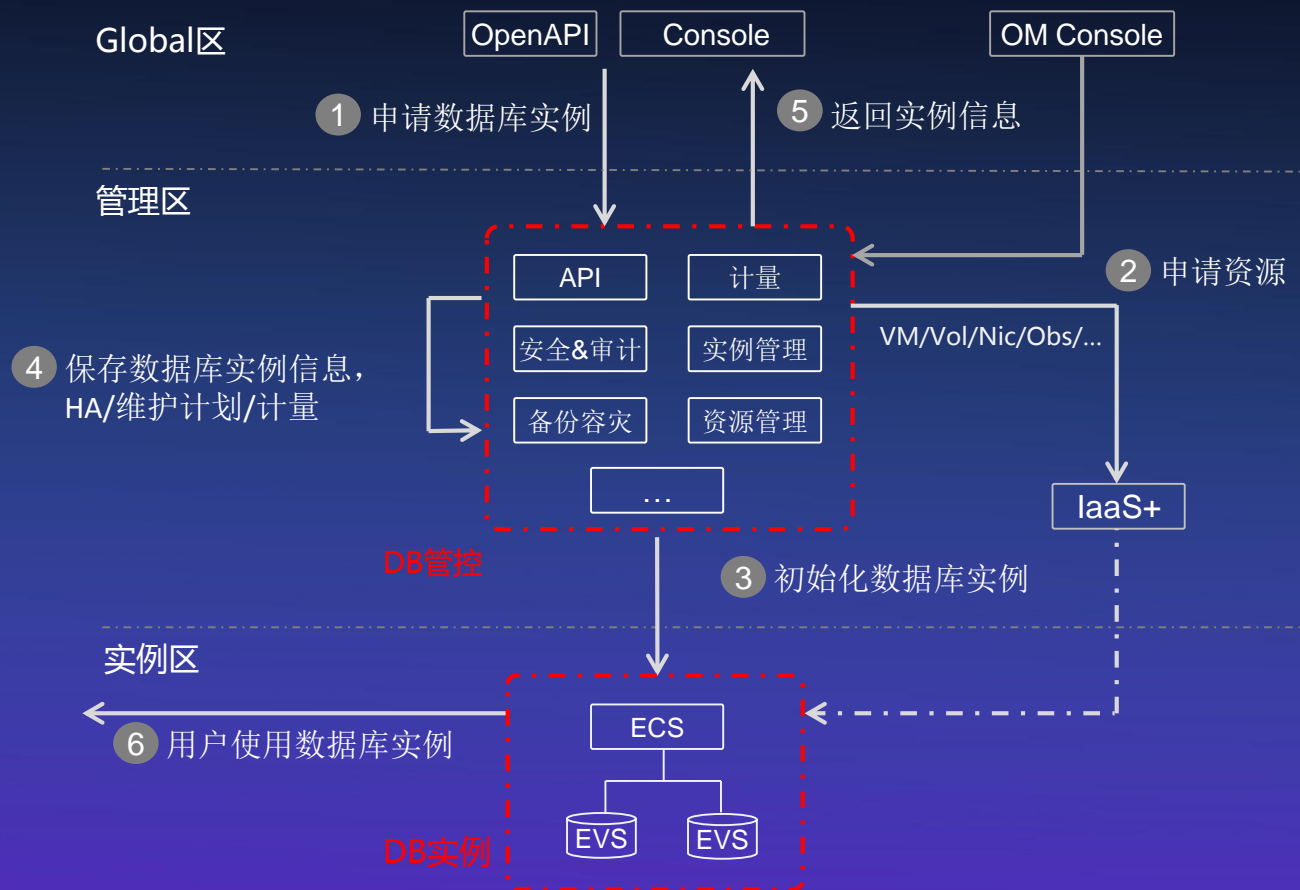 Global区
OpenAPI
Console
OM Console
1 申请数据库实例
5 返回实例信息
管理区
API
计量
2 申请资源
安全&审计
实例管理
VM/Vol/Nic/Obs/...
4 保存数据库实例信息，
HA/维护计划/计量
备份容灾
资源管理
...
IaaS+
DB管控
3 初始化数据库实例
实例区
ECS
6 用户使用数据库实例
EVS
EVS
DB实例